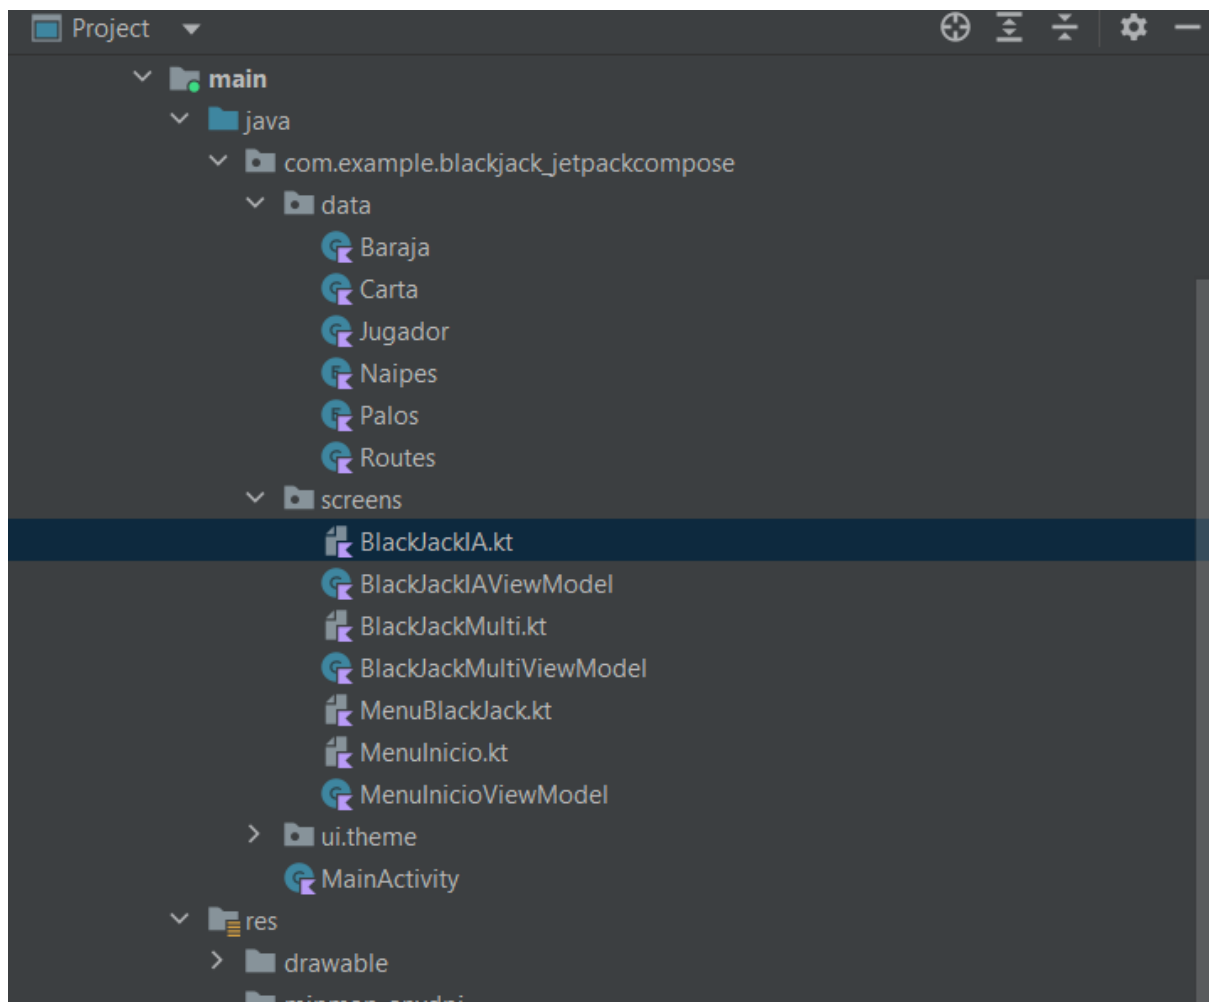 Project
main
java
com.example.blackjack_jetpackcompose
data
Baraja
Carta
Jugador
Naipes
Palos
Routes
screens
BlackJackIA.kt
BlackJackIAViewModel
BlackJackMulti.kt
BlackJackMultiViewModel
MenuBlackJack.kt
MenuInicio.kt
MenuInicioViewModel
ui.theme
MainActivity
res
drawable